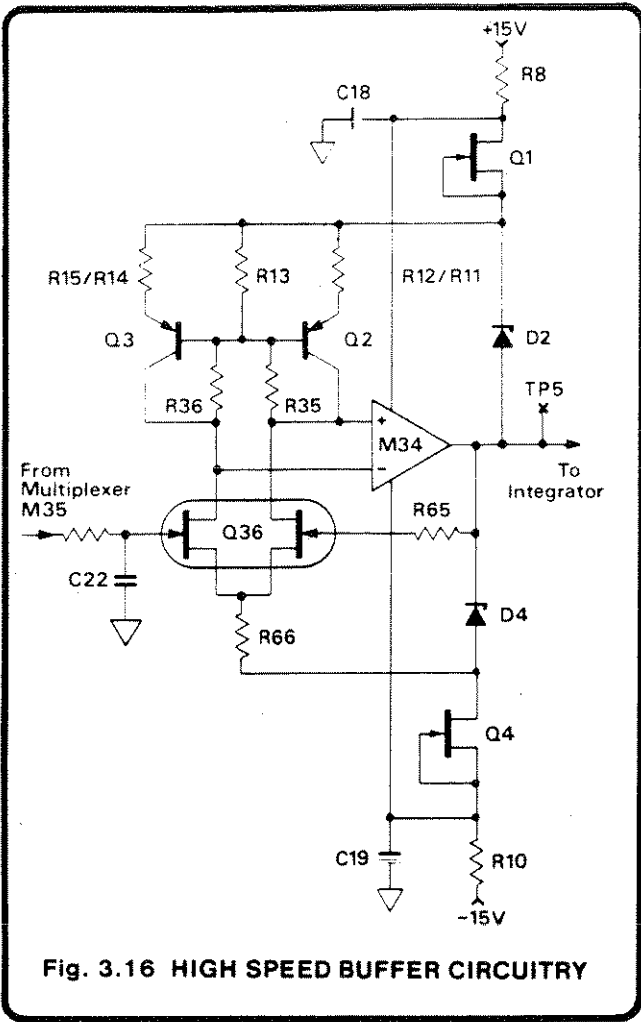 +15V
R8
C18
Q1
R15/R14
R13
R12/R11
Q3
Q2
D2
R36
R35
TP5
+
M34
-
From
Multiplexer
M35
To
Integrator
R65
Q36
C22
D4
R66
Q4
C19
R10
-15V
Fig. 3.16 HIGH SPEED BUFFER CIRCUITRY